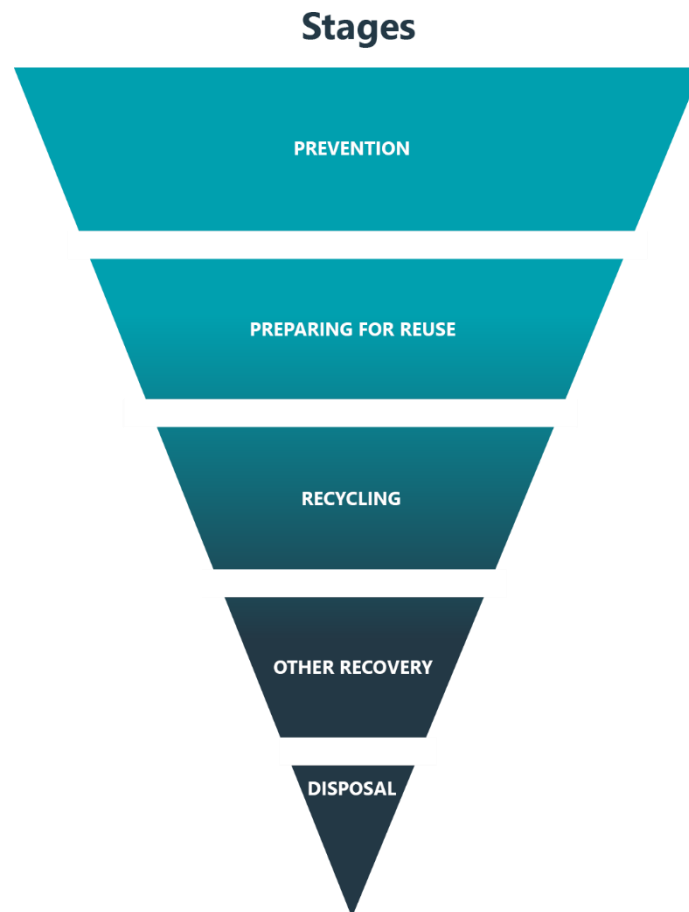 Stages
PREVENTION
PREPARING FOR REUSE
RECYCLING
OTHER RECOVERY
DISPOSAL